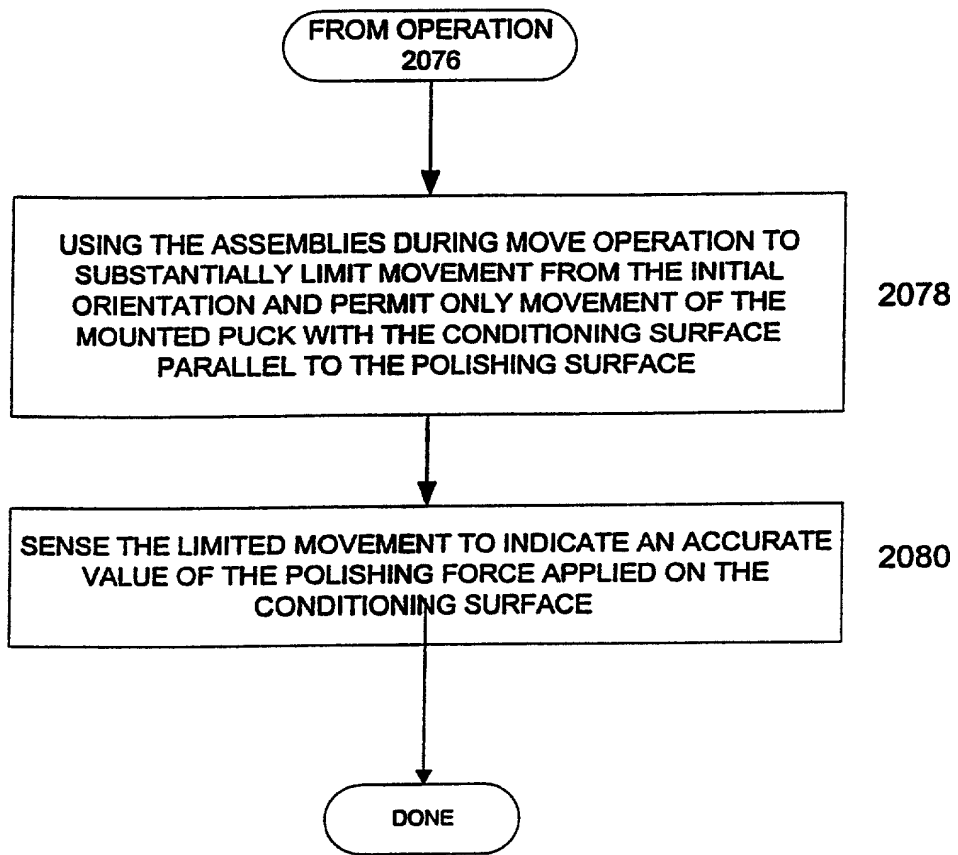 FROM OPERATION
2076
USING THE ASSEMBLIES DURING MOVE OPERATION TO
SUBSTANTIALLY LIMIT MOVEMENT FROM THE INITIAL
ORIENTATION AND PERMIT ONLY MOVEMENT OF THE
MOUNTED PUCK WITH THE CONDITIONING SURFACE
PARALLEL TO THE POLISHING SURFACE
2078
SENSE THE LIMITED MOVEMENT TO INDICATE AN ACCURATE
VALUE OF THE POLISHING FORCE APPLIED ON THE
CONDITIONING SURFACE
2080
DONE